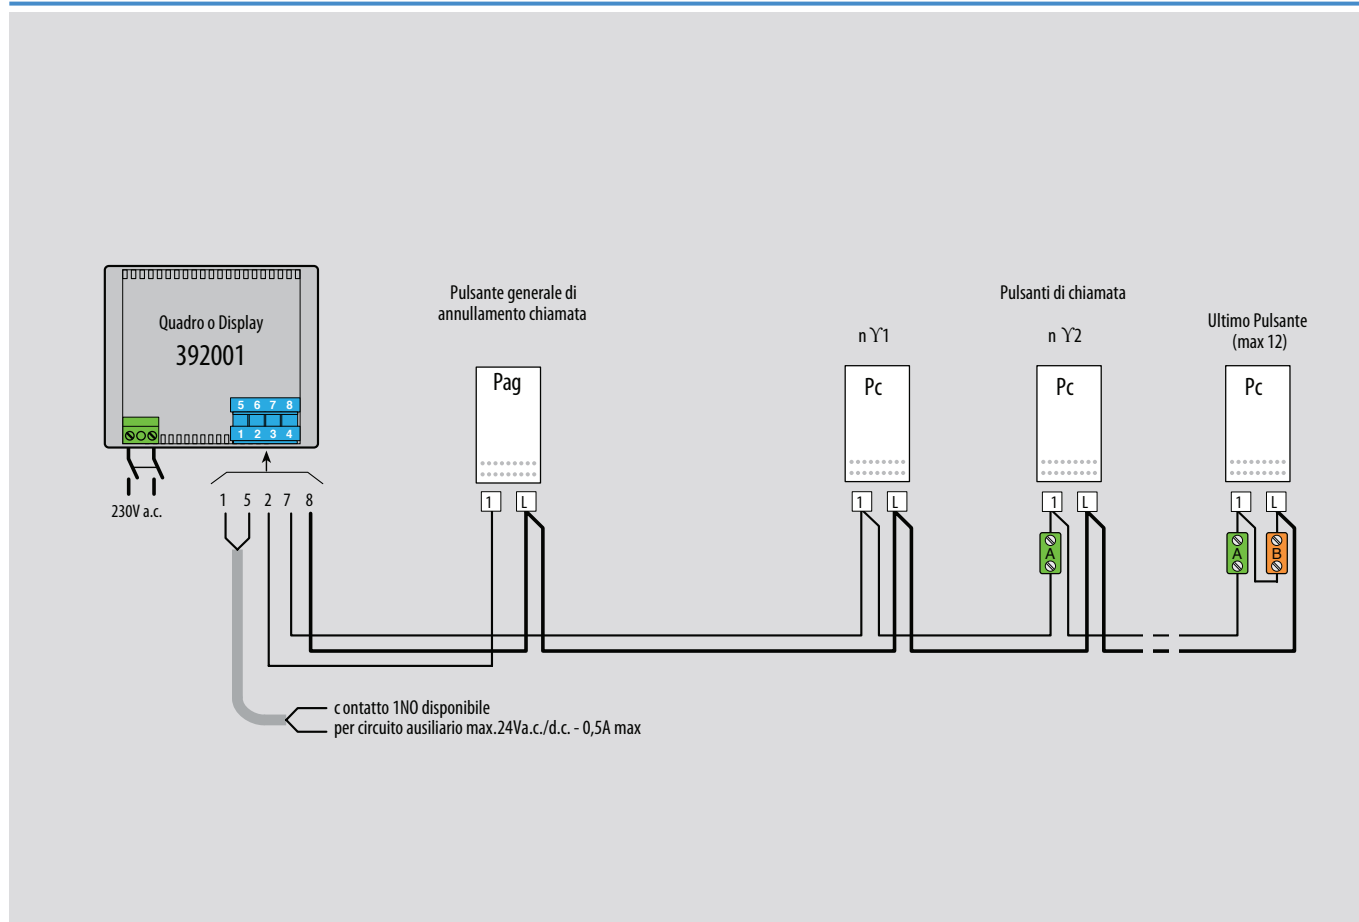 Quadro o Display
392001
5 6 7 8
1 2 3 4
230V a.c.
1 5 2 7 8
Pulsante generale di
annullamento chiamata
Pag
1 L
Pulsanti di chiamata
n ϒ1
Pc
1 L
n ϒ2
Pc
1 L
A
Ultimo Pulsante
(max 12)
Pc
1 L
A B
c ontatto 1NO disponibile
per circuito ausiliario max.24Va.c./d.c. - 0,5A max